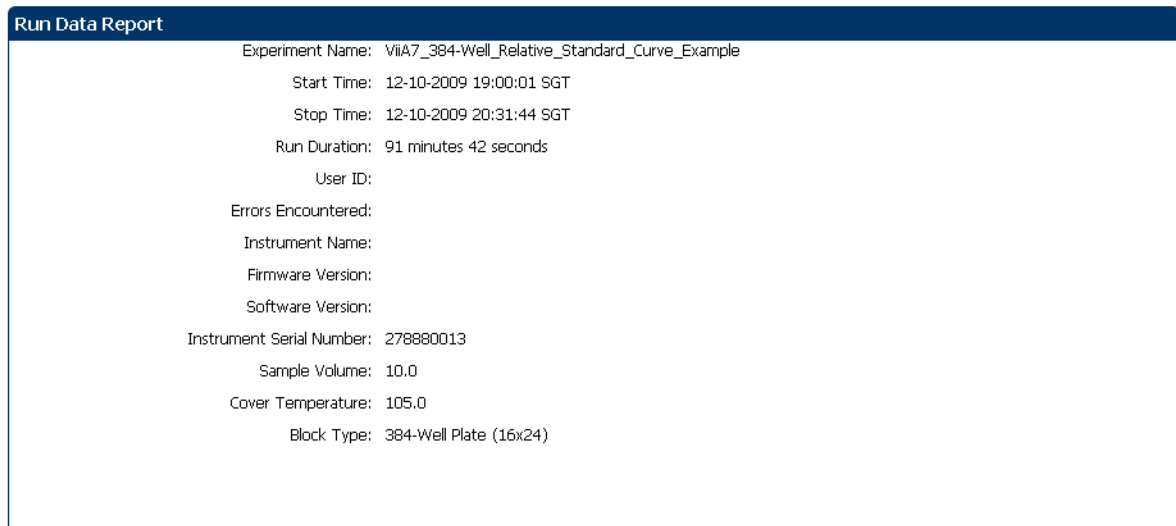 Run Data Report
Experiment Name: ViiA7_384-Well_Relative_Standard_Curve_Example
Start Time: 12-10-2009 19:00:01 SGT
Stop Time: 12-10-2009 20:31:44 SGT
Run Duration: 91 minutes 42 seconds
User ID:
Errors Encountered:
Instrument Name:
Firmware Version:
Software Version:
Instrument Serial Number: 278880013
Sample Volume: 10.0
Cover Temperature: 105.0
Block Type: 384-Well Plate (16x24)